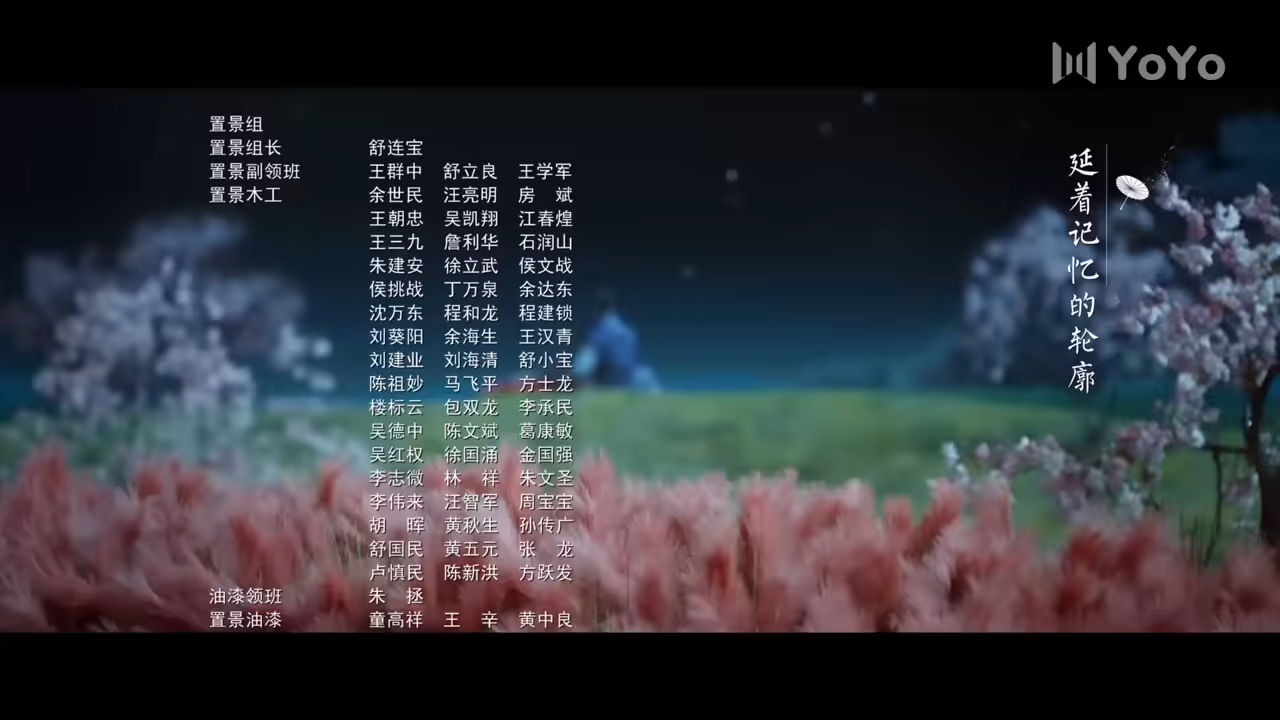 YoYo
置景组
置景组长 舒连宝
置景副领班 王群中 舒立良 王学军
置景木工 余世民 汪亮明 房 斌
王朝忠 吴凯翔 江春煌
王三九 詹利华 石润山
朱建安 徐立武 侯文战
侯挑战 丁万泉 余达东
沈万东 程和龙 程建锁
刘葵阳 余海生 王汉青
刘建业 刘海清 舒小宝
陈祖妙 马飞平 方士龙
楼标云 包双龙 李承民
吴德中 陈文斌 葛康敏
吴红权 徐国涌 金国强
李志微 林 祥 朱文圣
李伟来 汪智军 周宝宝
胡 晖 黄秋生 孙传广
舒国民 黄五元 张 龙
卢慎民 陈新洪 方跃发
油漆领班 朱 拯
置景油漆 童高祥 王 辛 黄中良
延着记忆的轮廓